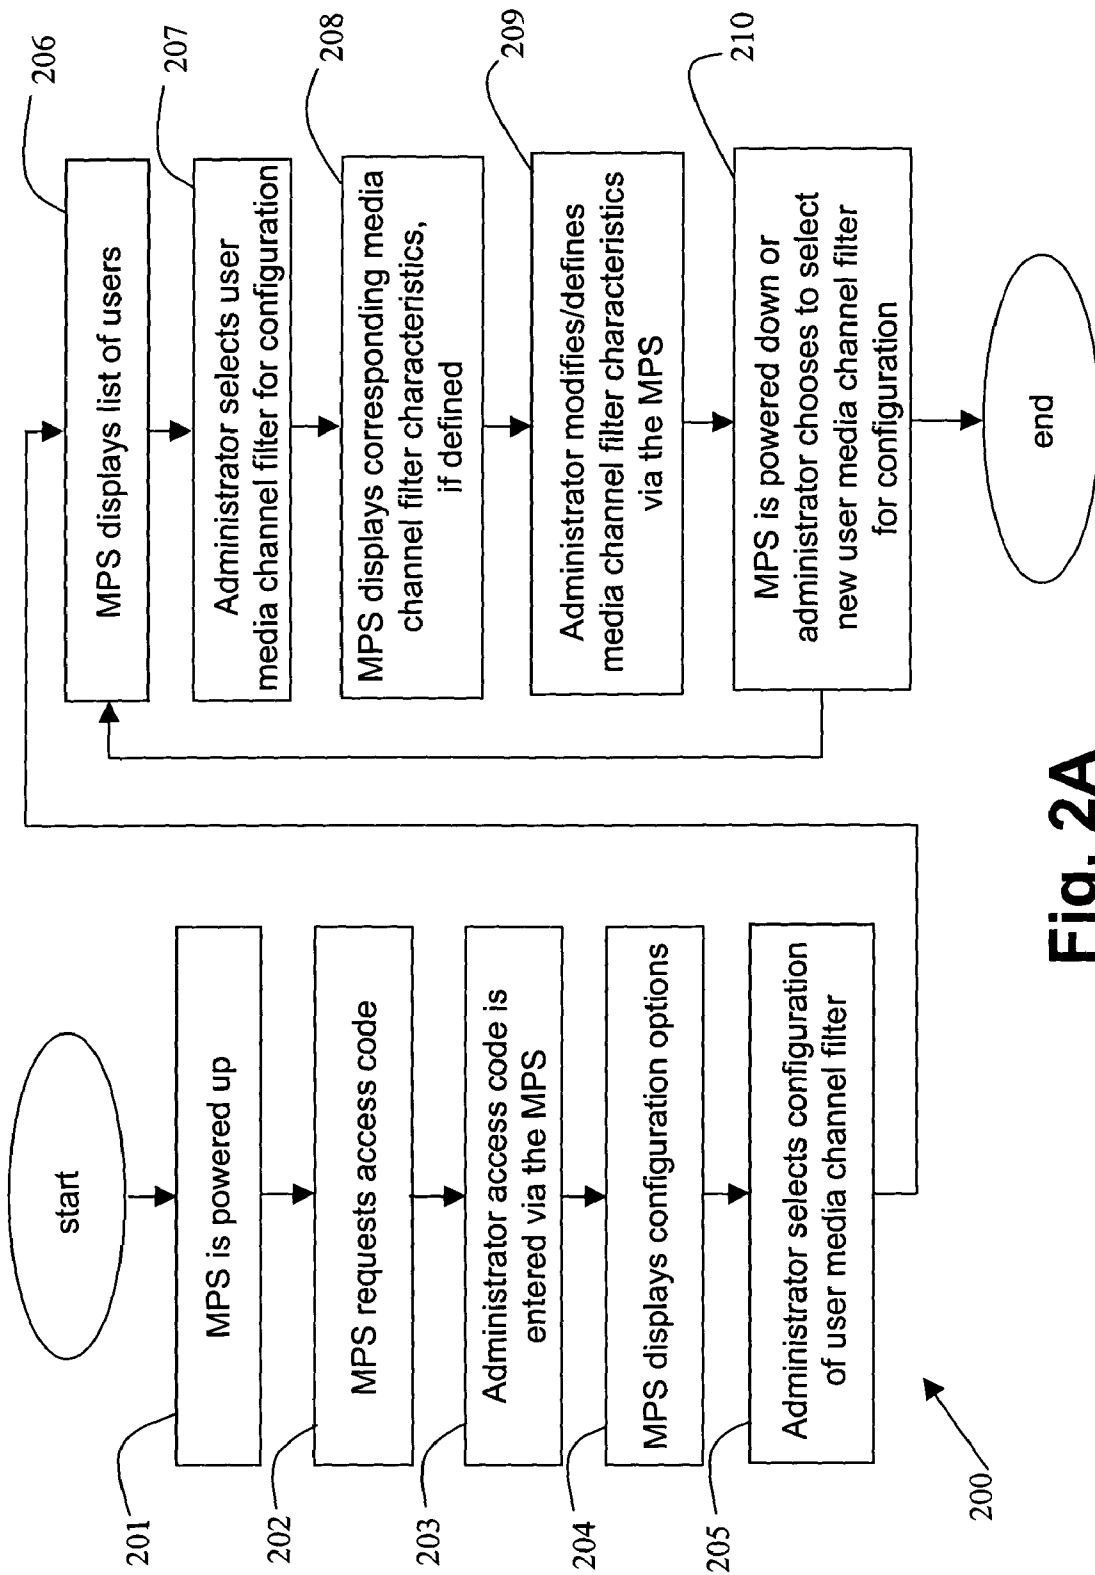 start
MPS is powered up
201
MPS requests access code
202
Administrator access code is
entered via the MPS
203
MPS displays configuration options
204
Administrator selects configuration
of user media channel filter
205
200
MPS displays list of users
206
Administrator selects user
media channel filter for configuration
207
MPS displays corresponding media
channel filter characteristics,
if defined
208
Administrator modifies/defines
media channel filter characteristics
via the MPS
209
MPS is powered down or
administrator chooses to select
new user media channel filter
for configuration
210
end
Fig. 2A